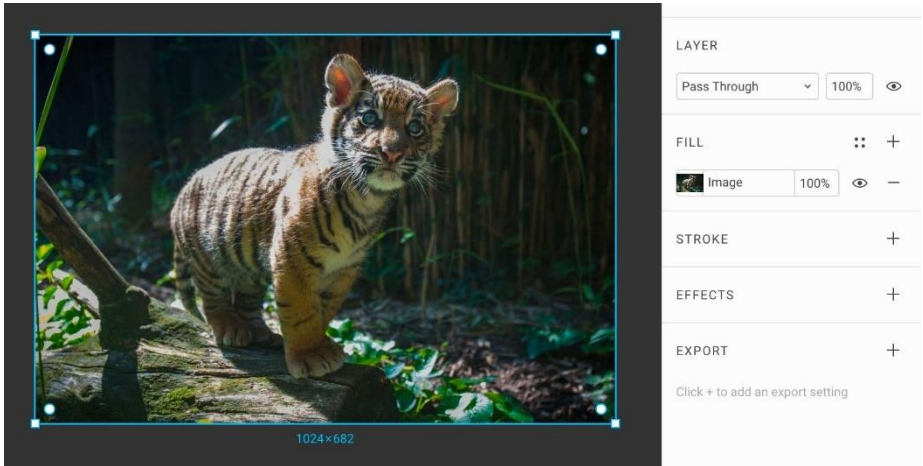 1024×682
LAYER
Pass Through 100%
FILL
Image 100%
STROKE
EFFECTS
EXPORT
Click + to add an export setting